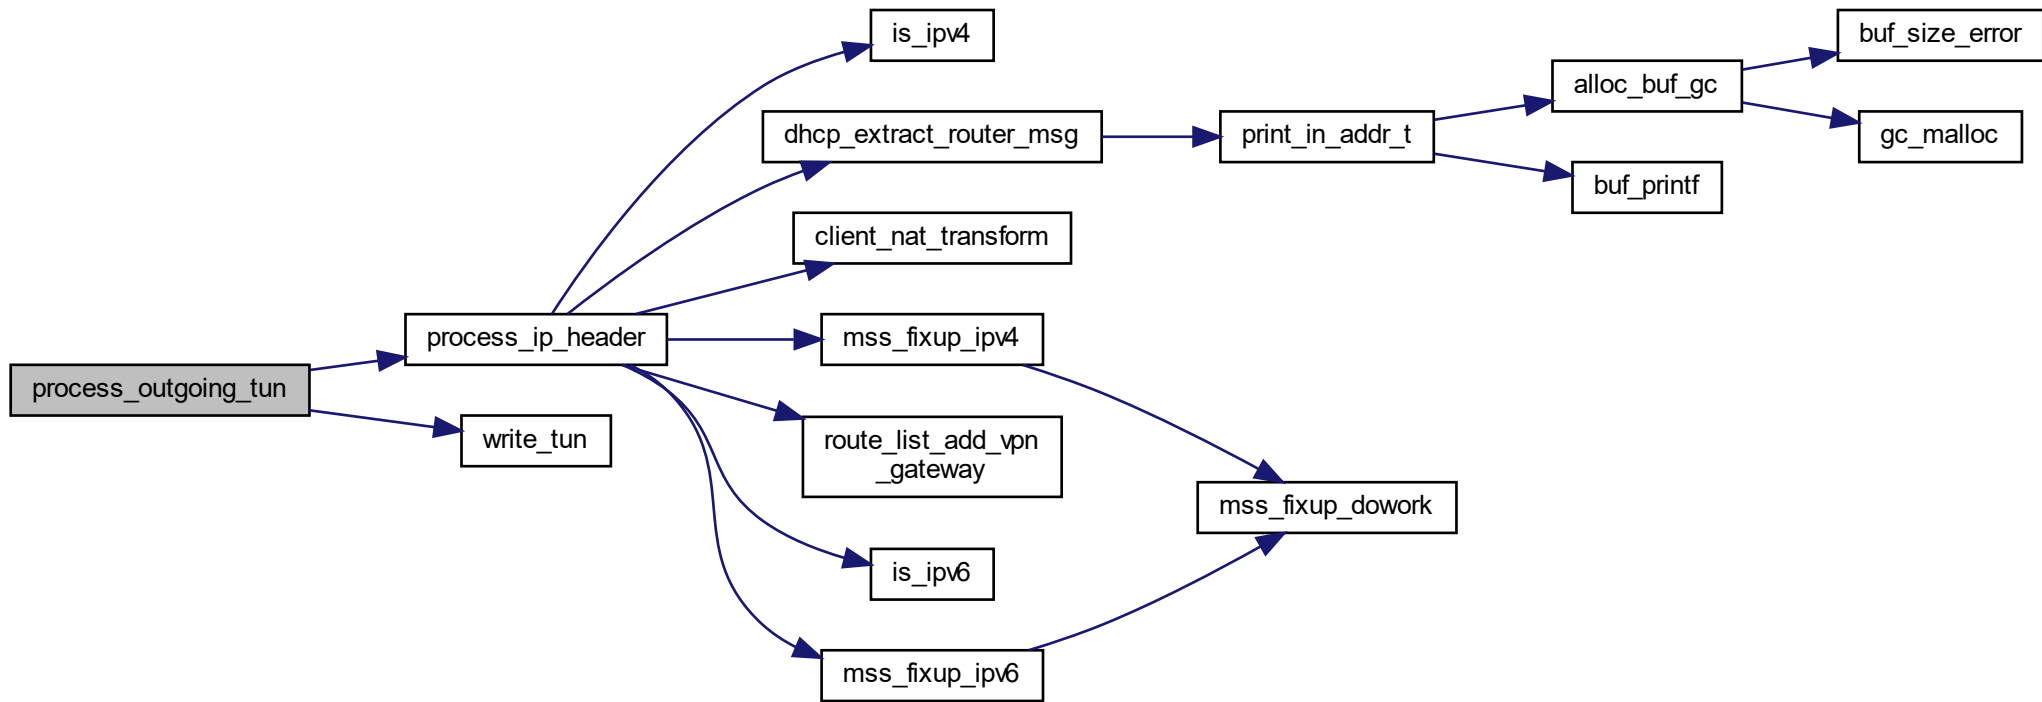 process_outgoing_tun
process_ip_header
write_tun
is_ipv4
dhcp_extract_router_msg
client_nat_transform
mss_fixup_ipv4
route_list_add_vpn
_gateway
is_ipv6
mss_fixup_ipv6
print_in_addr_t
mss_fixup_dowork
alloc_buf_gc
buf_printf
buf_size_error
gc_malloc